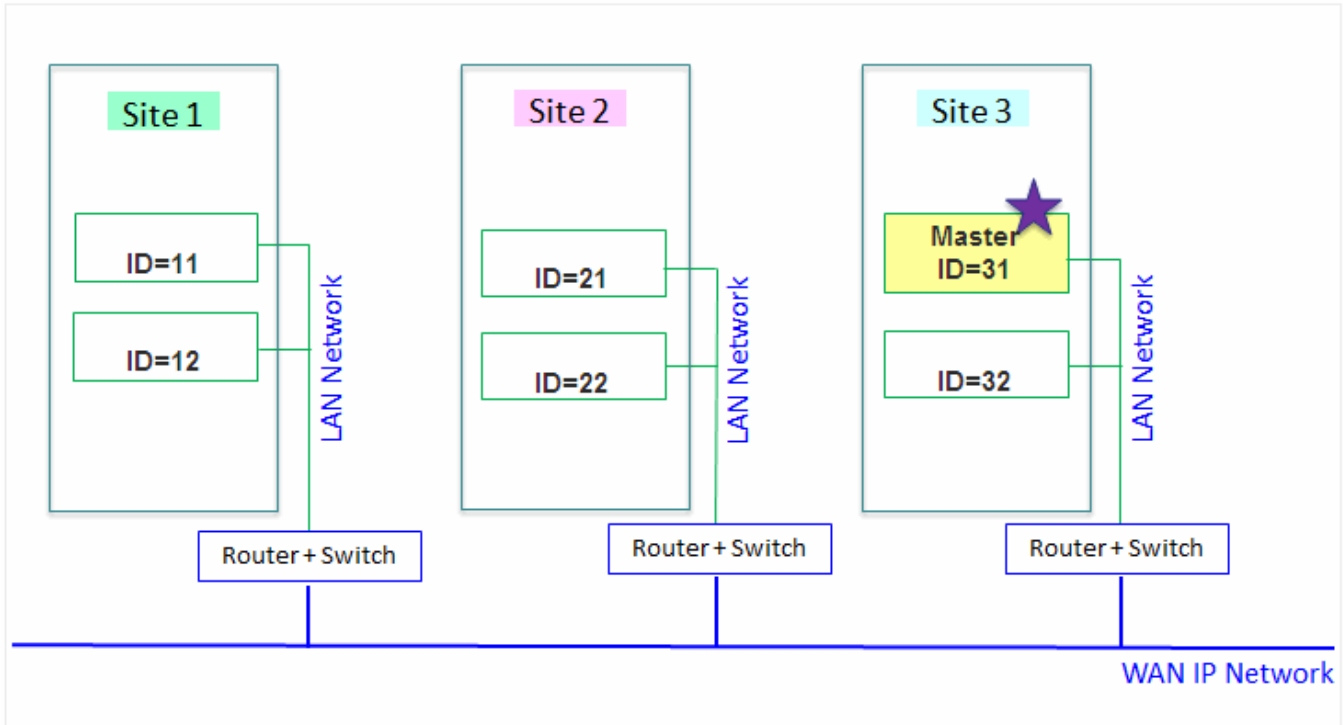 Site 1
ID=11
ID=12
LAN Network
Router + Switch
Site 2
ID=21
ID=22
LAN Network
Router + Switch
Site 3
Master
ID=31
ID=32
LAN Network
Router + Switch
WAN IP Network